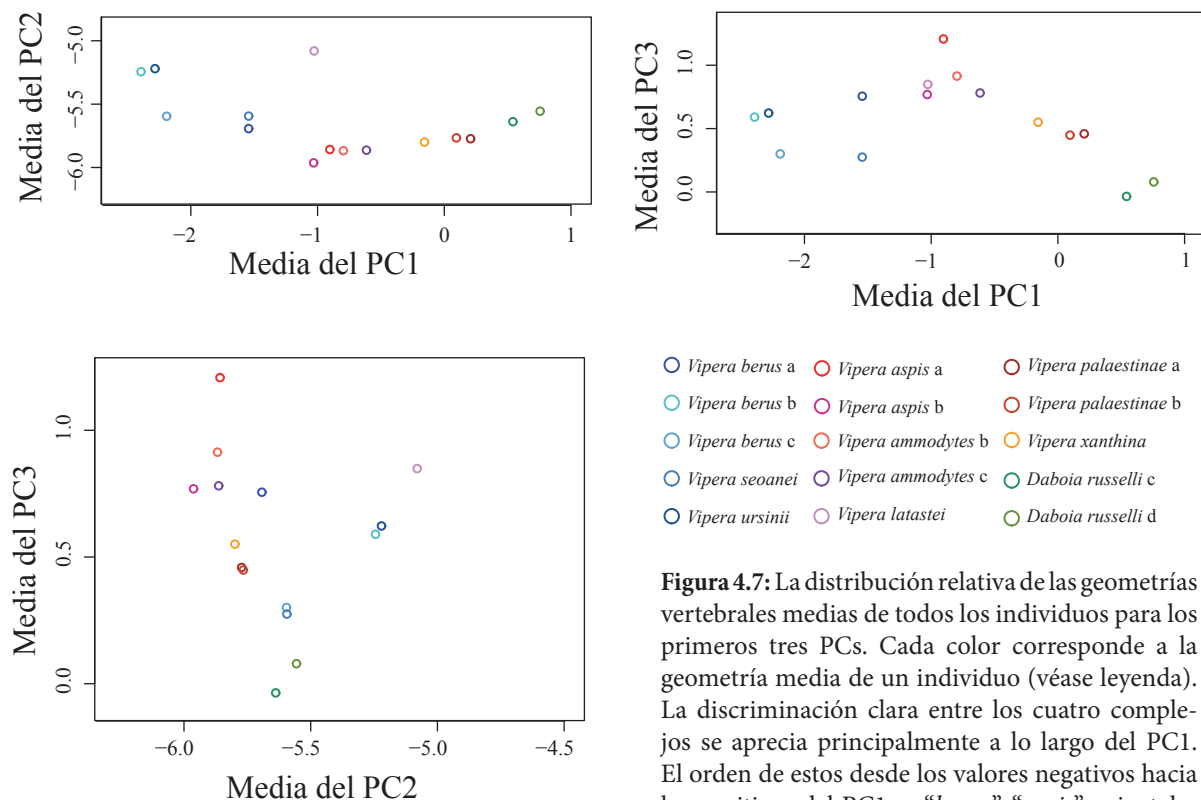 Media del PC2
−5.0
−5.5
−6.0
−2 −1 0 1
Media del PC1
Media del PC3
1.0
0.5
0.0
−2 −1 0 1
Media del PC1
Media del PC3
1.0
0.5
0.0
−6.0 −5.5 −5.0 −4.5
Media del PC2
Vipera berus a
Vipera berus b
Vipera berus c
Vipera seoanei
Vipera ursinii
Vipera aspis a
Vipera aspis b
Vipera ammodytes b
Vipera ammodytes c
Vipera latastei
Vipera palaestinae a
Vipera palaestinae b
Vipera xanthina
Daboia russelli c
Daboia russelli d
Figura 4.7: La distribución relativa de las geometrías
vertebrales medias de todos los individuos para los
primeros tres PCs. Cada color corresponde a la
geometría media de un individuo (véase leyenda).
La discriminación clara entre los cuatro comple-
jos se aprecia principalmente a lo largo del PC1.
El orden de estos desde los valores negativos hacia